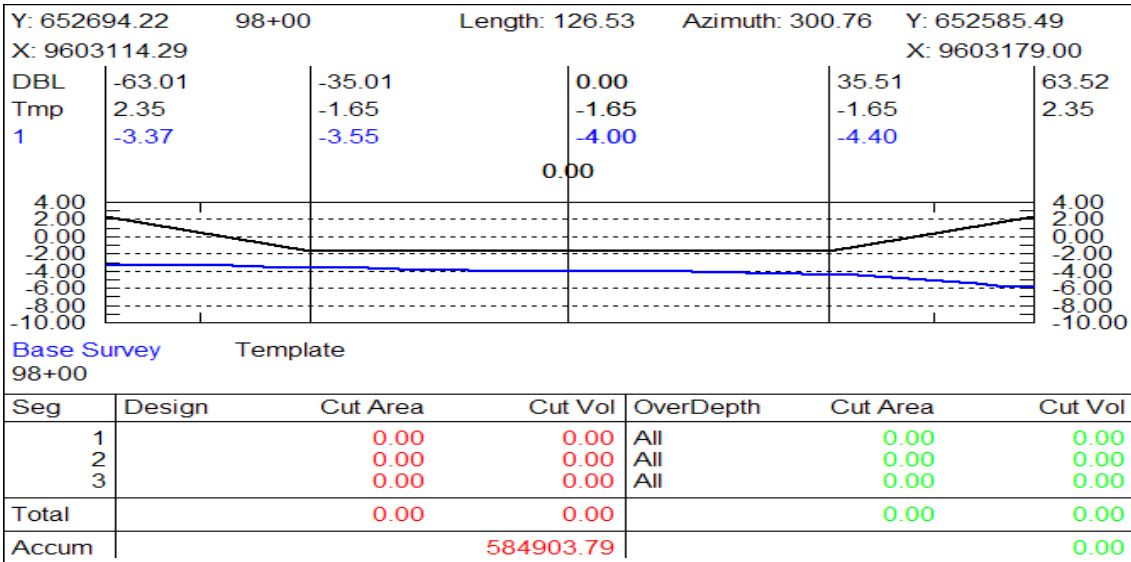 Y: 652694.22 98+00 Length: 126.53 Azimuth: 300.76 Y: 652585.49
X: 9603114.29 X: 9603179.00
DBL -63.01 -35.01 0.00 35.51 63.52
Tmp 2.35 -1.65 -1.65 -1.65 2.35
1 -3.37 -3.55 -4.00 -4.40
0.00
4.00 4.00
2.00 2.00
0.00 0.00
-2.00 -2.00
-4.00 -4.00
-6.00 -6.00
-8.00 -8.00
-10.00 -10.00
Base Survey Template
98+00
Seg Design Cut Area Cut Vol OverDepth Cut Area Cut Vol
1 0.00 0.00 All 0.00 0.00
2 0.00 0.00 All 0.00 0.00
3 0.00 0.00 All 0.00 0.00
Total 0.00 0.00 0.00 0.00
Accum 584903.79 0.00